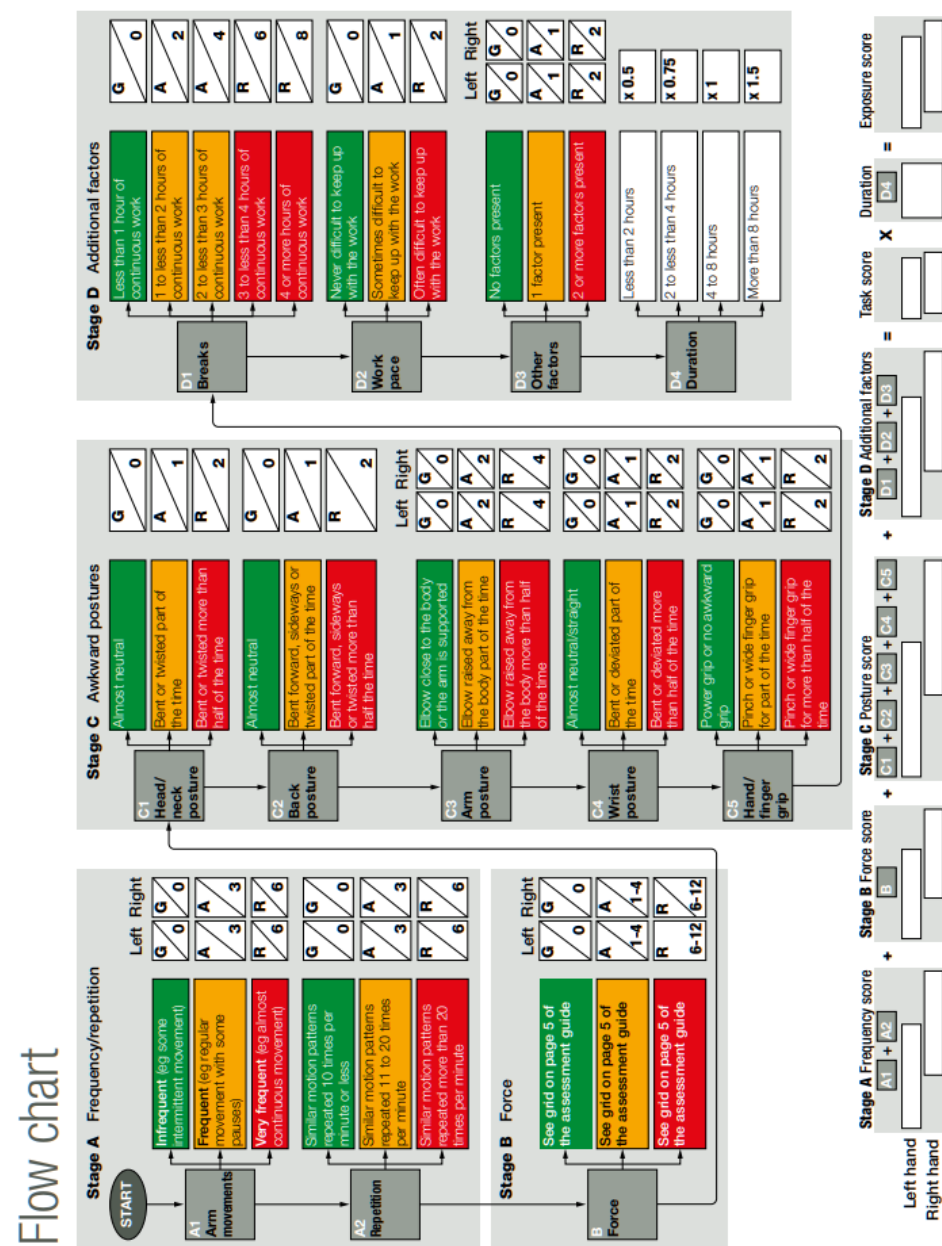 Flow chart
Stage A Frequency/repetition
START
Left Right
A1
Arm
movements
Infrequent (eg some
intermittent movement)
G 0 G 0
Frequent (eg regular
movement with some
pauses)
A 3 A 3
Very frequent (eg almost
continuous movement)
R 6 R 6
A2
Repetition
Similar motion patterns
repeated 10 times per
minute or less
G 0 G 0
Similar motion patterns
repeated 11 to 20 times
per minute
A 3 A 3
Similar motion patterns
repeated more than 20
times per minute
R 6 R 6
Stage B Force
Left Right
B
Force
See grid on page 5 of
the assessment guide
G 0 G 0
See grid on page 5 of
the assessment guide
A 1-4 A 1-4
See grid on page 5 of
the assessment guide
R 6-12 R 6-12
Stage C Awkward postures
C1
Head/
neck
posture
Almost neutral
G 0
Bent or twisted part of
the time
A 1
Bent or twisted more than
half of the time
R 2
C2
Back
posture
Almost neutral
G 0
Bent forward, sideways or
twisted part of the time
A 1
Bent forward, sideways
or twisted more than
half the time
R 2
Left Right
C3
Arm
posture
Elbow close to the body
or the arm is supported
G 0 G 0
Elbow raised away from
the body part of the time
A 2 A 2
Elbow raised away from
the body more than half
of the time
R 4 R 4
C4
Wrist
posture
Almost neutral/straight
G 0 G 0
Bent or deviated part of
the time
A 1 A 1
Bent or deviated more
than half of the time
R 2 R 2
C5
Hand/
finger
grip
Power grip or no awkward
grip
G 0 G 0
Pinch or wide finger grip
for part of the time
A 1 A 1
Pinch or wide finger grip
for more than half of the
time
R 2 R 2
Stage D Additional factors
D1
Breaks
Less than 1 hour of
continuous work
G 0
1 to less than 2 hours of
continuous work
A 2
2 to less than 3 hours of
continuous work
A 4
3 to less than 4 hours of
continuous work
R 6
4 or more hours of
continuous work
R 8
D2
Work
pace
Never difficult to keep up
with the work
G 0
Sometimes difficult to
keep up with the work
A 1
Often difficult to keep up
with the work
R 2
Left Right
D3
Other
factors
No factors present
G 0 G 0
1 factor present
A 1 A 1
2 or more factors present
R 2 R 2
D4
Duration
Less than 2 hours
x 0.5
2 to less than 4 hours
x 0.75
4 to 8 hours
x 1
More than 8 hours
x 1.5
Stage A Frequency score + Stage B Force score + Stage C Posture score + Stage D Additional factors = Task score X Duration = Exposure score
A1 + A2 B C1 + C2 + C3 + C4 + C5 D1 + D2 + D3 D4
Left hand
Right hand